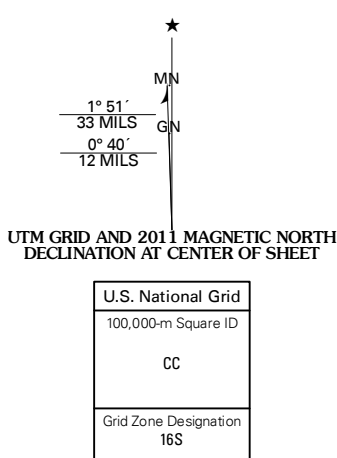 ★
MN
1° 51´
33 MILS
GN
0° 40´
12 MILS
UTM GRID AND 2011 MAGNETIC NORTH
DECLINATION AT CENTER OF SHEET
U.S. National Grid
100,000-m Square ID
CC
Grid Zone Designation
16S